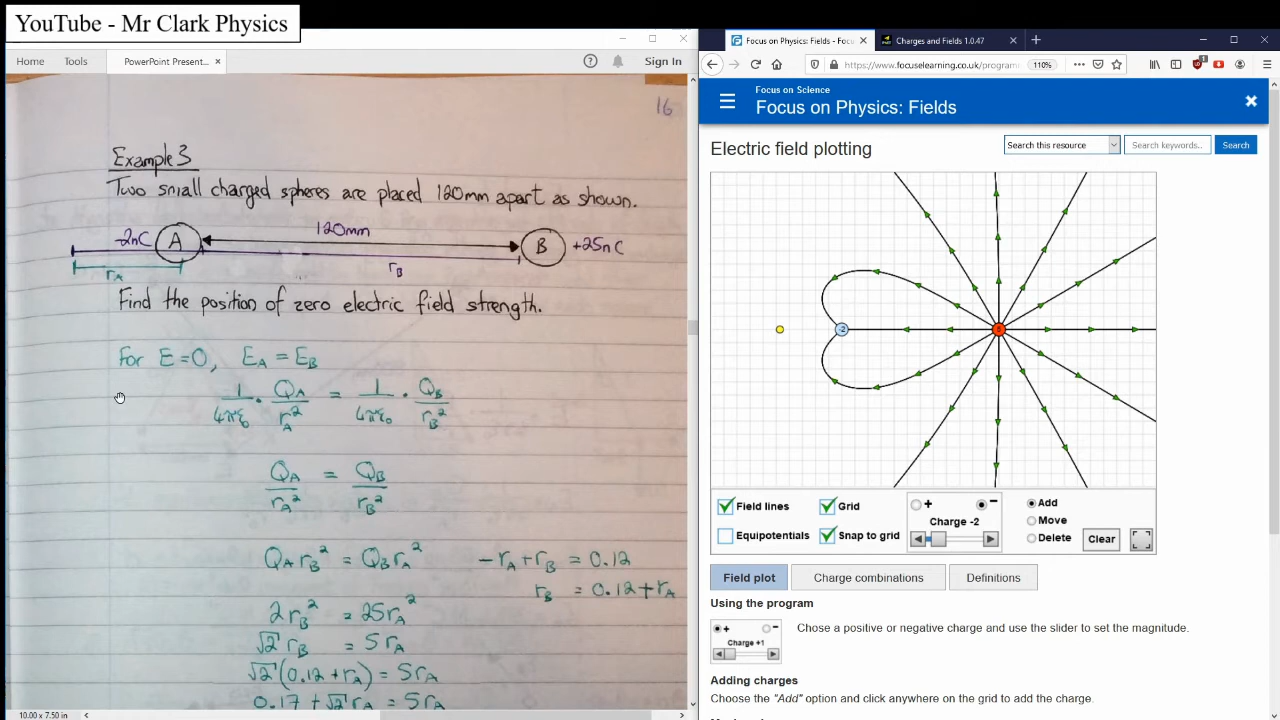 YouTube - Mr Clark Physics
Home Tools PowerPoint Present... × Sign In
16
Example 3
Two small charged spheres are placed 120mm apart as shown.
-2nC A 120mm B +25nC
rA rB
Find the position of zero electric field strength.
For E=0, EA = EB
1/4πε0 · QA/rA² = 1/4πε0 · QB/rB²
QA/rA² = QB/rB²
QA rB² = QB rA² -rA + rB = 0.12
rB = 0.12 + rA
2rB² = 25rA²
√2 rB = 5rA
√2(0.12 + rA) = 5rA
0.17 + √2 rA = 5rA
10.00 x 7.50 in
Focus on Physics: Fields - Focu Charges and Fields 1.0.47
https://www.focuselearning.co.uk/program 110%
Focus on Science
Focus on Physics: Fields
Electric field plotting
Search this resource Search keywords.. Search
-2
Field lines Grid + - Add
Charge -2 Move
Equipotentials Snap to grid Delete Clear
Field plot Charge combinations Definitions
Using the program
+ - Charge +1
Chose a positive or negative charge and use the slider to set the magnitude.
Adding charges
Choose the "Add" option and click anywhere on the grid to add the charge.